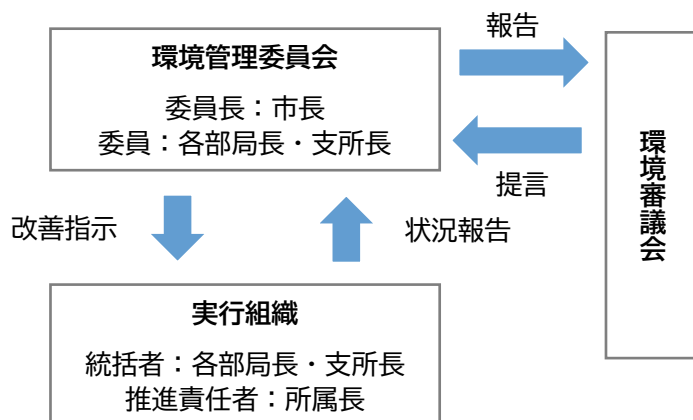 報告
環境管理委員会
委員長：市長
委員：各部局長・支所長
提言
環境審議会
改善指示
状況報告
実行組織
統括者：各部局長・支所長
推進責任者：所属長